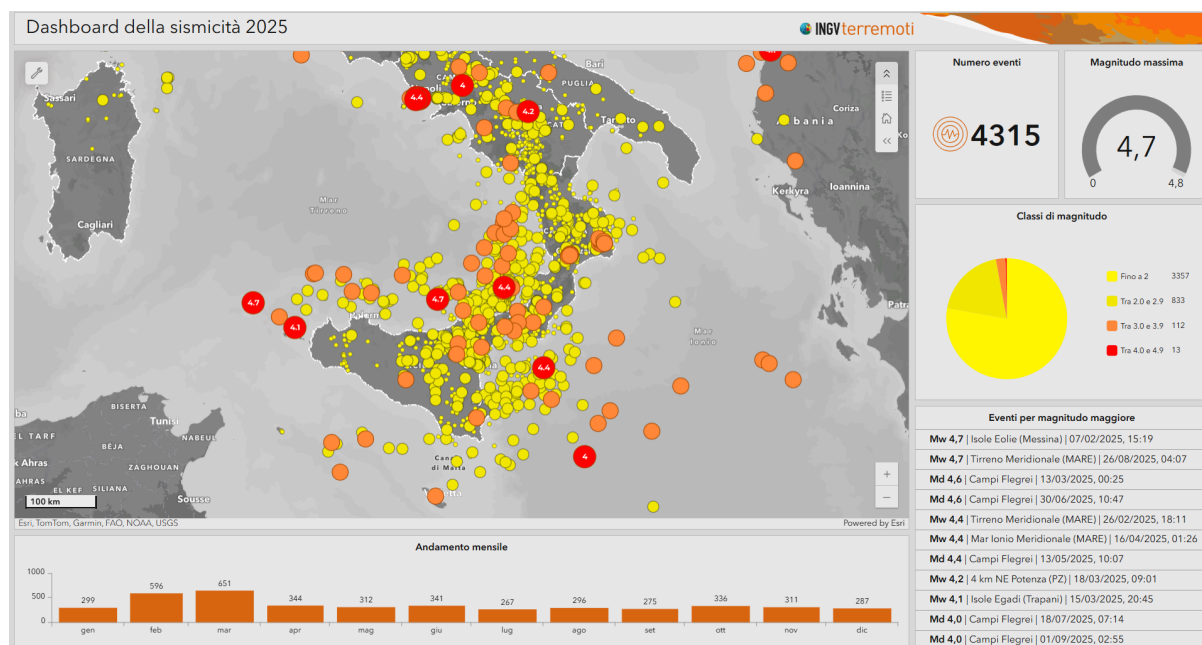 Dashboard della sismicità 2025
INGVterremoti
Sassari
SARDEGNA
Cagliari
Mar
Tirreno
Bari
PUGLIA
4.4
4
4.2
Coriza
Albania
Kerkyra
Ioannina
4.7
4.1
4.7
4.4
4.4
4
Mar
Ionio
BISERTA
Tunisi
NABEUL
BÉJA
ZAGHOUAN
SILIANA
EL KEF
Sousse
100 km
Esri, TomTom, Garmin, FAO, NOAA, USGS
Powered by Esri
Numero eventi
4315
Magnitudo massima
4,7
0
4,8
Classi di magnitudo
Fino a 2 3357
Tra 2.0 e 2.9 833
Tra 3.0 e 3.9 112
Tra 4.0 e 4.9 13
Eventi per magnitudo maggiore
Mw 4,7 | Isole Eolie (Messina) | 07/02/2025, 15:19
Mw 4,7 | Tirreno Meridionale (MARE) | 26/08/2025, 04:07
Md 4,6 | Campi Flegrei | 13/03/2025, 00:25
Md 4,6 | Campi Flegrei | 30/06/2025, 10:47
Mw 4,4 | Tirreno Meridionale (MARE) | 26/02/2025, 18:11
Mw 4,4 | Mar Ionio Meridionale (MARE) | 16/04/2025, 01:26
Md 4,4 | Campi Flegrei | 13/05/2025, 10:07
Mw 4,2 | 4 km NE Potenza (PZ) | 18/03/2025, 09:01
Mw 4,1 | Isole Egadi (Trapani) | 15/03/2025, 20:45
Md 4,0 | Campi Flegrei | 18/07/2025, 07:14
Md 4,0 | Campi Flegrei | 01/09/2025, 02:55
Andamento mensile
1000
500
0
299 596 651 344 312 341 267 296 275 336 311 287
gen feb mar apr mag giu lug ago set ott nov dic